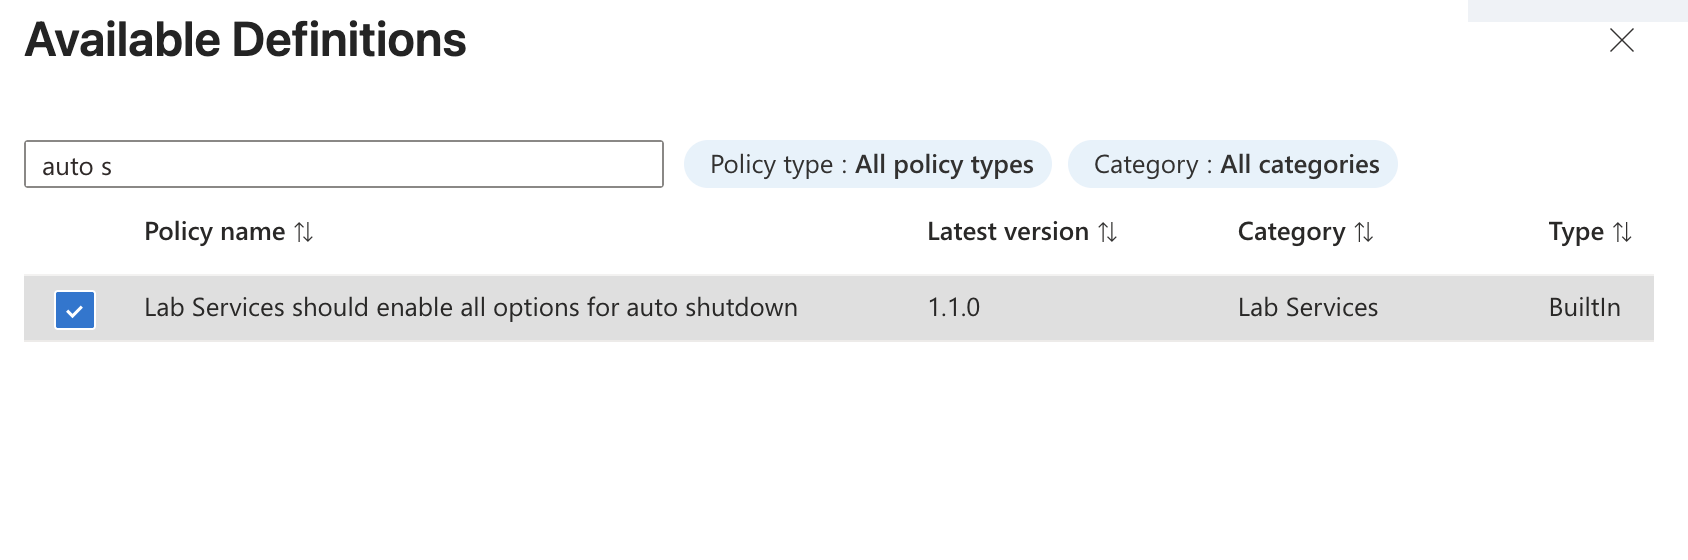 Available Definitions
auto s
Policy type : All policy types
Category : All categories
Policy name ↑↓ Latest version ↑↓ Category ↑↓ Type ↑↓
Lab Services should enable all options for auto shutdown 1.1.0 Lab Services BuiltIn